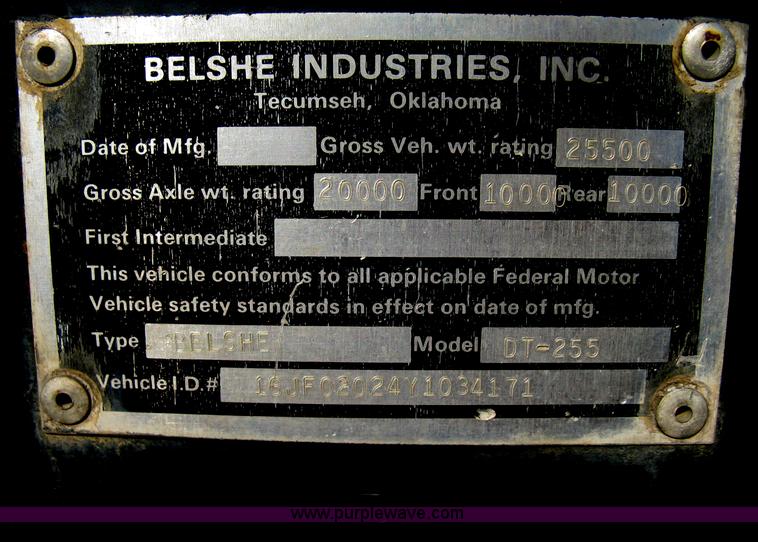 BELSHE INDUSTRIES, INC.
Tecumseh, Oklahoma
Date of Mfg. Gross Veh. wt. rating 25500
Gross Axle wt. rating 20000 Front 10000 Rear 10000
First Intermediate
This vehicle conforms to all applicable Federal Motor
Vehicle safety standards in effect on date of mfg.
Type BELSHE Model DT-255
Vehicle I.D.# 16JF02024Y1034171
www.purplewave.com